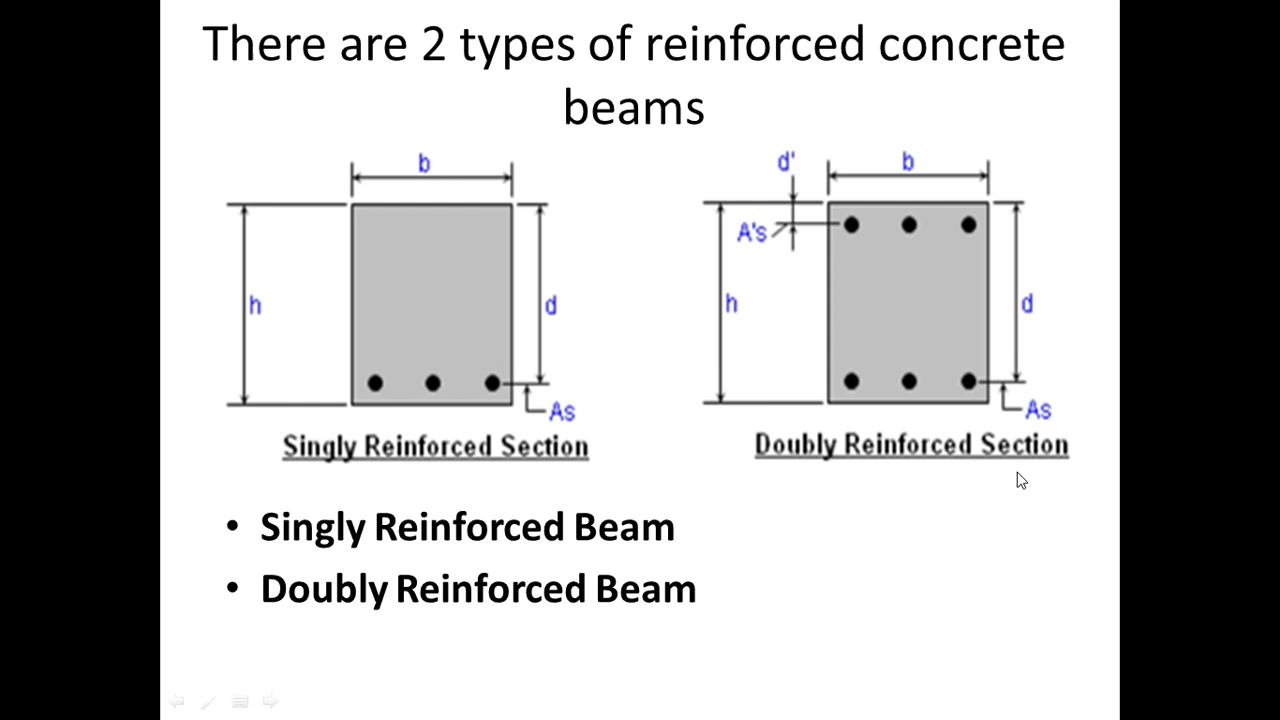 There are 2 types of reinforced concrete
beams
b
h
d
As
Singly Reinforced Section
d'
b
A's
h
d
As
Doubly Reinforced Section
• Singly Reinforced Beam
• Doubly Reinforced Beam